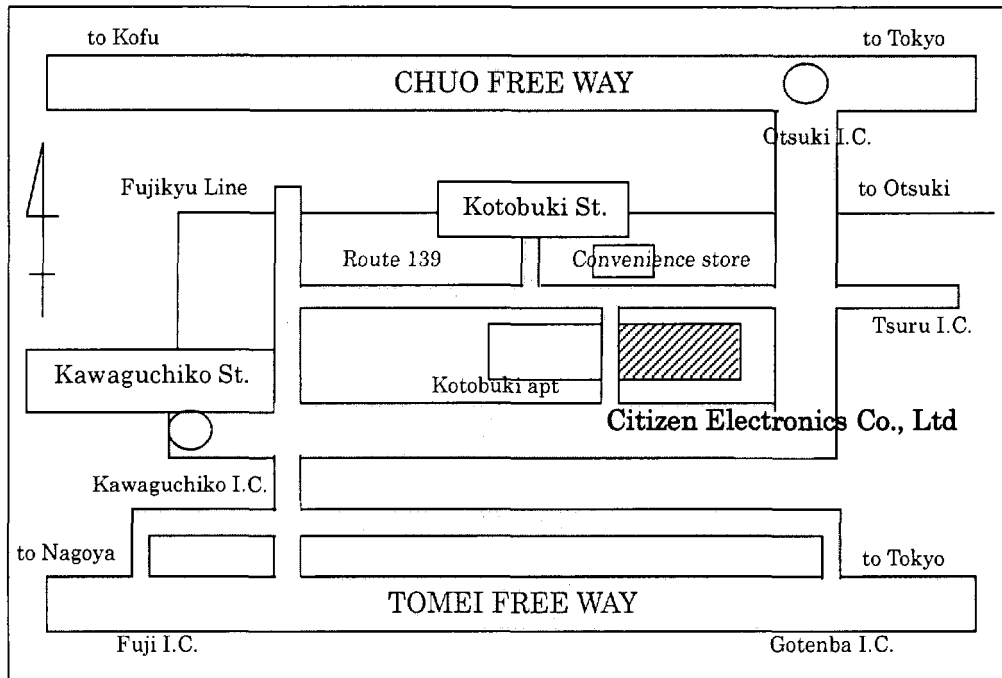 to Kofu
to Tokyo
CHUO FREE WAY
Otsuki I.C.
Fujikyu Line
to Otsuki
Kotobuki St.
Route 139
Convenience store
Tsuru I.C.
Kawaguchiko St.
Kotobuki apt
Citizen Electronics Co., Ltd
Kawaguchiko I.C.
to Nagoya
to Tokyo
TOMEI FREE WAY
Fuji I.C.
Gotenba I.C.